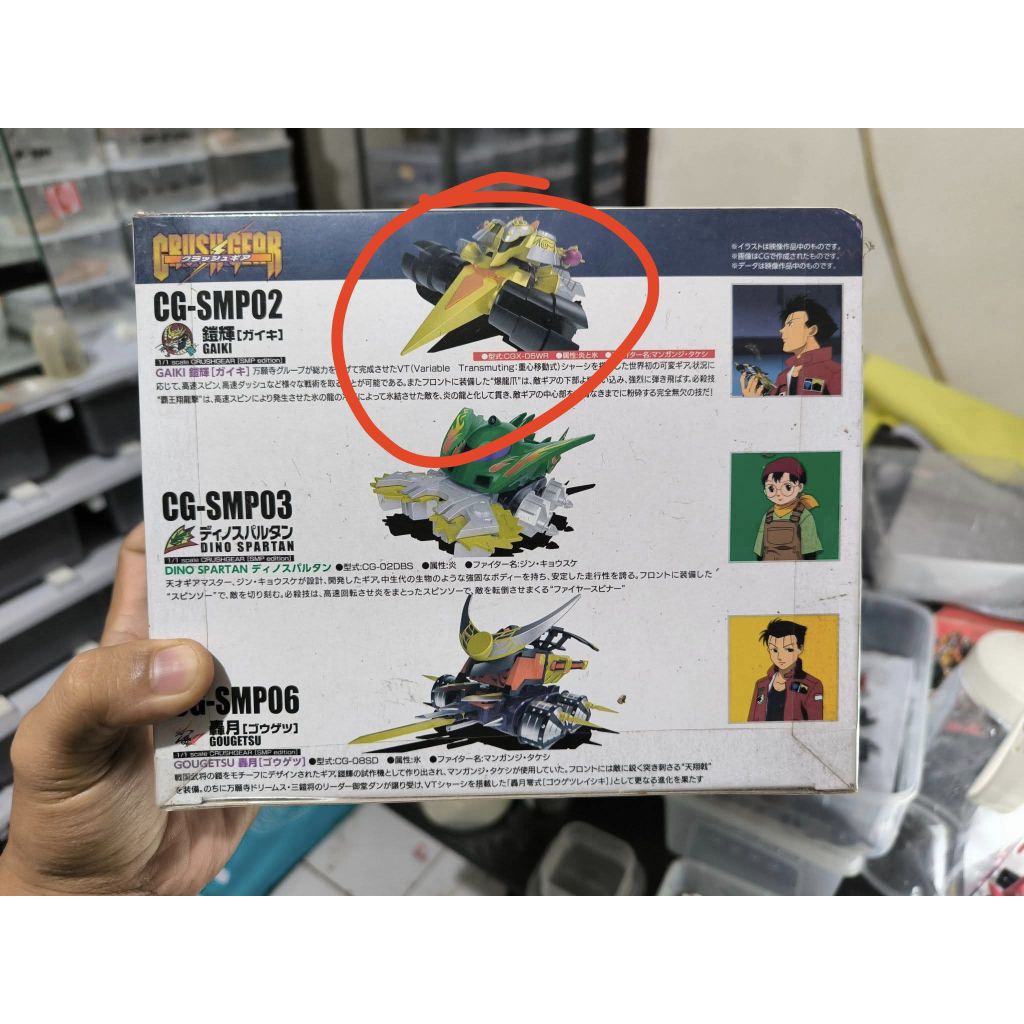 CRUSH GEAR
クラッシュギア
※イラストは映像作品中のものです。
※画像はCGで作成されたものです。
※データは映像作品中のものです。
CG-SMP02
鎧輝[ガイキ]
GAIKI
1/1 scale CRUSHGEAR [SMP edition]
●型式:CGX-05WR ●属性:炎と氷 ファイター名:マンガンジ・タケシ
GAIKI 鎧輝[ガイキ] 万願寺グループが総力を げて完成させたVT(Variable Transmuting:重心移動式)シャーシを した世界初の可変ギア。状況に
応じて、高速スピン、高速ダッシュなど様々な戦術を取る とが可能である。またフロントに装備した"爆龍爪"は、敵ギアの下部より い込み、強烈に弾き飛ばす。必殺技
"覇王翔龍撃"は、高速スピンにより発生させた氷の龍の によって氷結させた敵を、炎の龍と化して貫き、敵ギアの中心部を なきまでに粉砕する完全無欠の技だ!
CG-SMP03
ディノスパルタン
DINO SPARTAN
1/1 scale CRUSHGEAR [SMP edition]
DINO SPARTAN ディノスパルタン ●型式:CG-02DBS ●属性:炎 ●ファイター名:ジン・キョウスケ
天才ギアマスター、ジン・キョウスケが設計、開発したギア。中生代の生物のような強固なボディーを持ち、安定した走行性を誇る。フロントに装備した
"スピンソー"で、敵を切り刻む。必殺技は、高速回転させ炎をまとったスピンソーで、敵を転倒させまくる"ファイヤースピナー"
-SMP06
轟月[ゴウゲツ]
GOUGETSU
1/1 scale CRUSHGEAR [SMP edition]
GOUGETSU 轟月[ゴウゲツ] ●型式:CG-08SD ●属性:氷 ●ファイター名:マンガンジ・タケシ
戦国武将の鎧をモチーフにデザインされたギア。鎧輝の試作機として作り出され、マンガンジ・タケシが使用していた。フロントには敵に鋭く突き刺さる"天翔戟"
を装備。のちに万願寺ドリームス・三鎧将のリーダー御堂ダンが譲り受け、VTシャーシを搭載した「轟月零式[ゴウゲツレイシキ]」として更なる進化を果たす